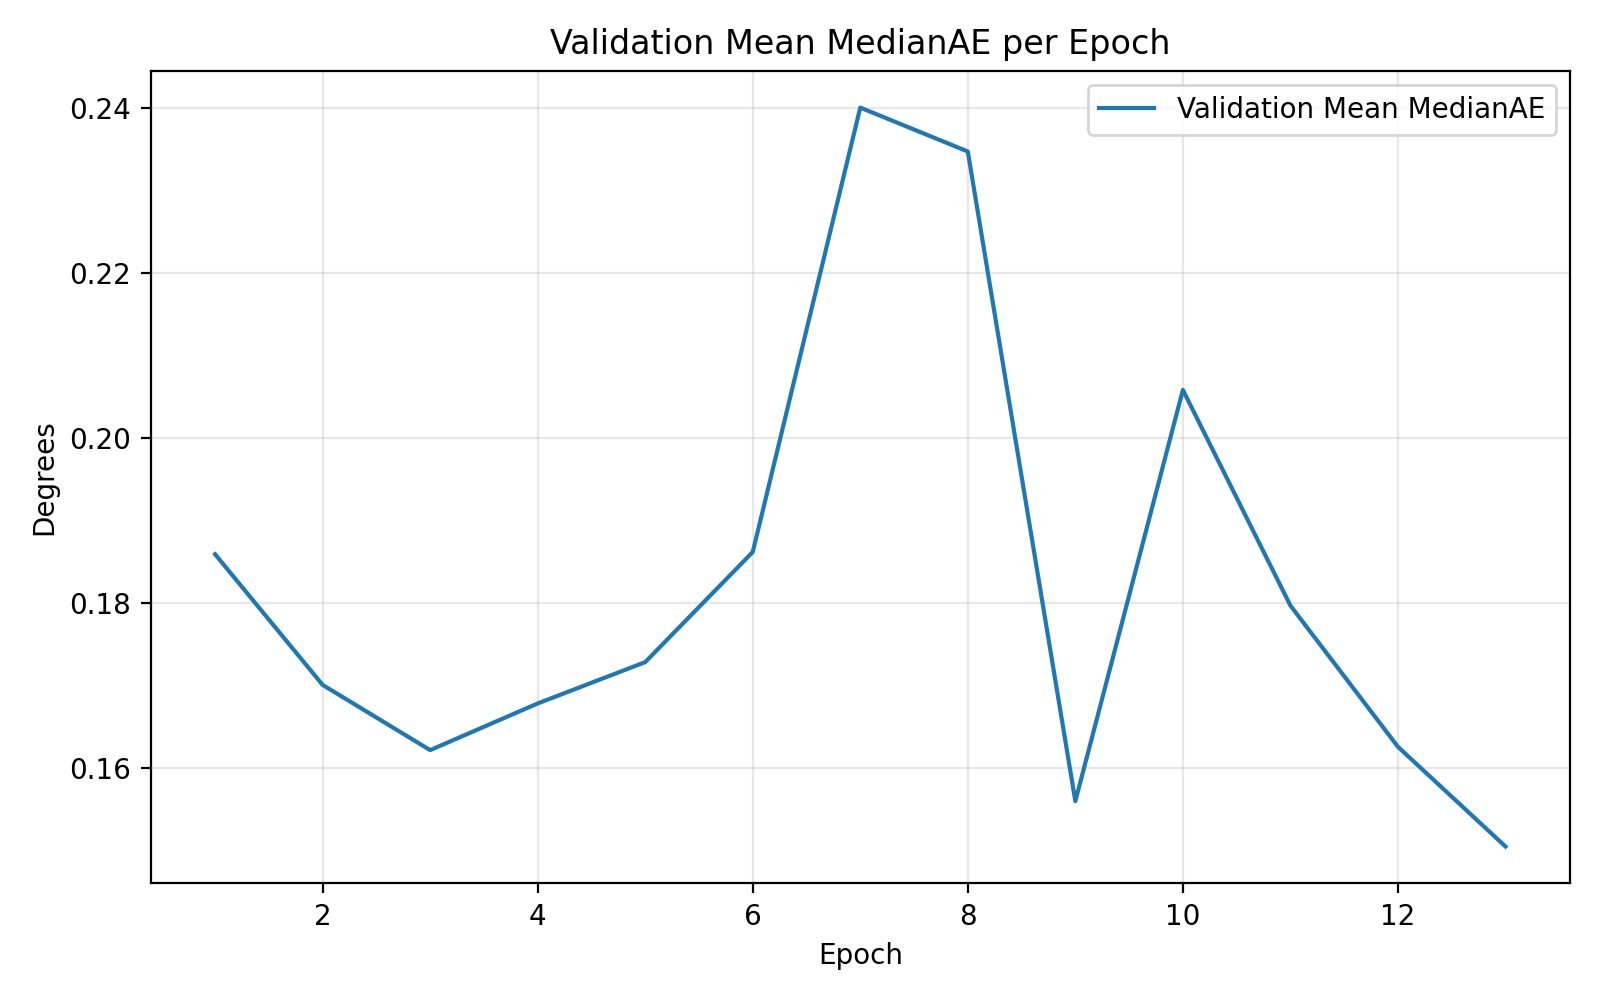 Validation Mean MedianAE per Epoch
Validation Mean MedianAE
0.24
0.22
0.20
0.18
0.16
Degrees
2 4 6 8 10 12
Epoch